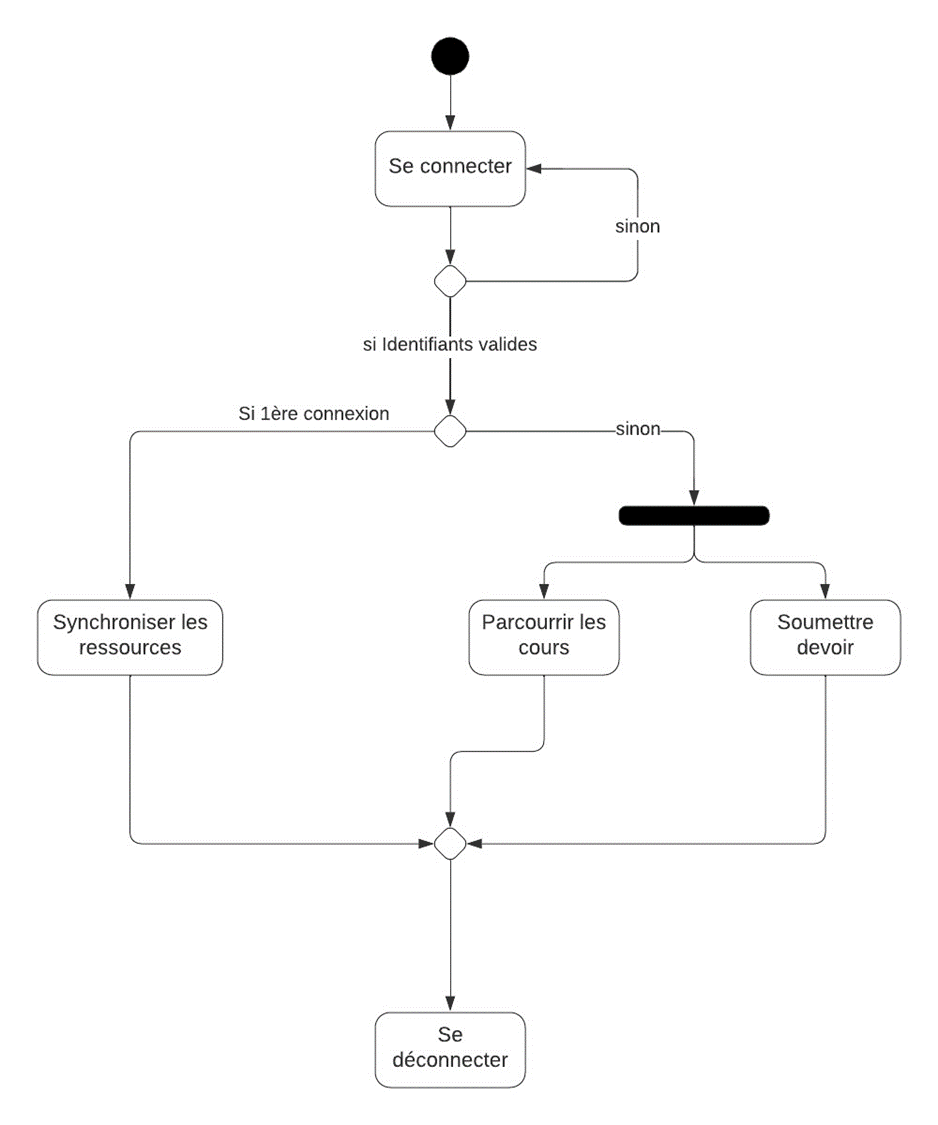 Se connecter
sinon
si Identifiants valides
Si 1ère connexion
sinon
Synchroniser les
ressources
Parcourrir les
cours
Soumettre
devoir
Se
déconnecter